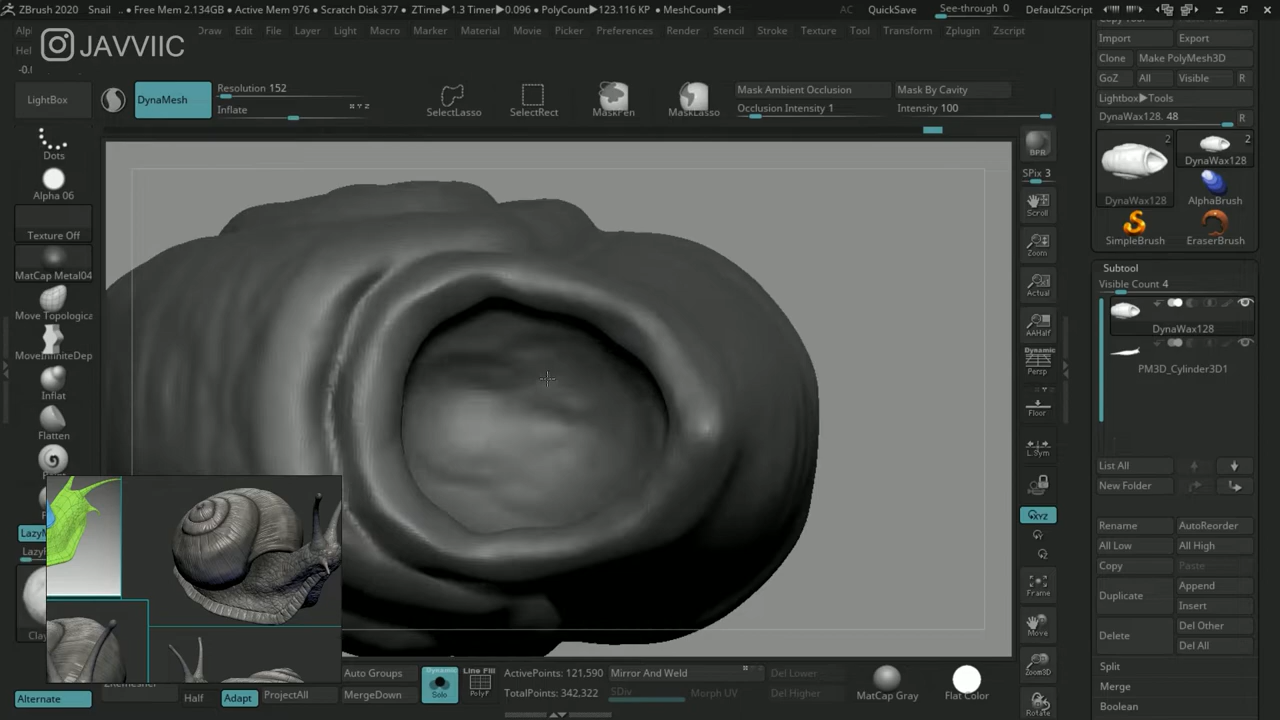 ZBrush 2020
Free Mem 2.134GB • Active Mem 976 • Scratch Disk 377 • ZTime▶1.3 Timer▶0.096 • PolyCount▶123.116 KP • MeshCount▶1
AC
QuickSave
See-through 0
DefaultZScript
JAVVIIC
Draw
Edit
File
Layer
Light
Macro
Marker
Material
Movie
Picker
Preferences
Render
Stencil
Stroke
Texture
Tool
Transform
Zplugin
Zscript
LightBox
DynaMesh
Resolution 152
Inflate
SelectLasso
SelectRect
MaskPen
MaskLasso
Mask Ambient Occlusion
Occlusion Intensity 1
Mask By Cavity
Intensity 100
Dots
Alpha 06
Texture Off
MatCap Metal04
Move Topologica
MoveInfiniteDep
Inflat
Flatten
Alternate
Half
Adapt
ProjectAll
Auto Groups
MergeDown
Dynamic
Solo
Line Fill
PolyF
ActivePoints: 121,590
TotalPoints: 342,322
Mirror And Weld
SDiv
Morph UV
Del Lower
Del Higher
MatCap Gray
Flat Color
BPR
SPix 3
Scroll
Zoom
Actual
AAHalf
Dynamic
Persp
Floor
L.Sym
XYZ
Frame
Move
Zoom3D
Rotate
Import
Export
Clone
Make PolyMesh3D
GoZ
All
Visible
R
Lightbox▶Tools
DynaWax128. 48
R
2
2
DynaWax128
DynaWax128
AlphaBrush
SimpleBrush
EraserBrush
Subtool
Visible Count 4
DynaWax128
PM3D_Cylinder3D1
List All
New Folder
Rename
AutoReorder
All Low
All High
Copy
Paste
Duplicate
Append
Insert
Delete
Del Other
Del All
Split
Merge
Boolean